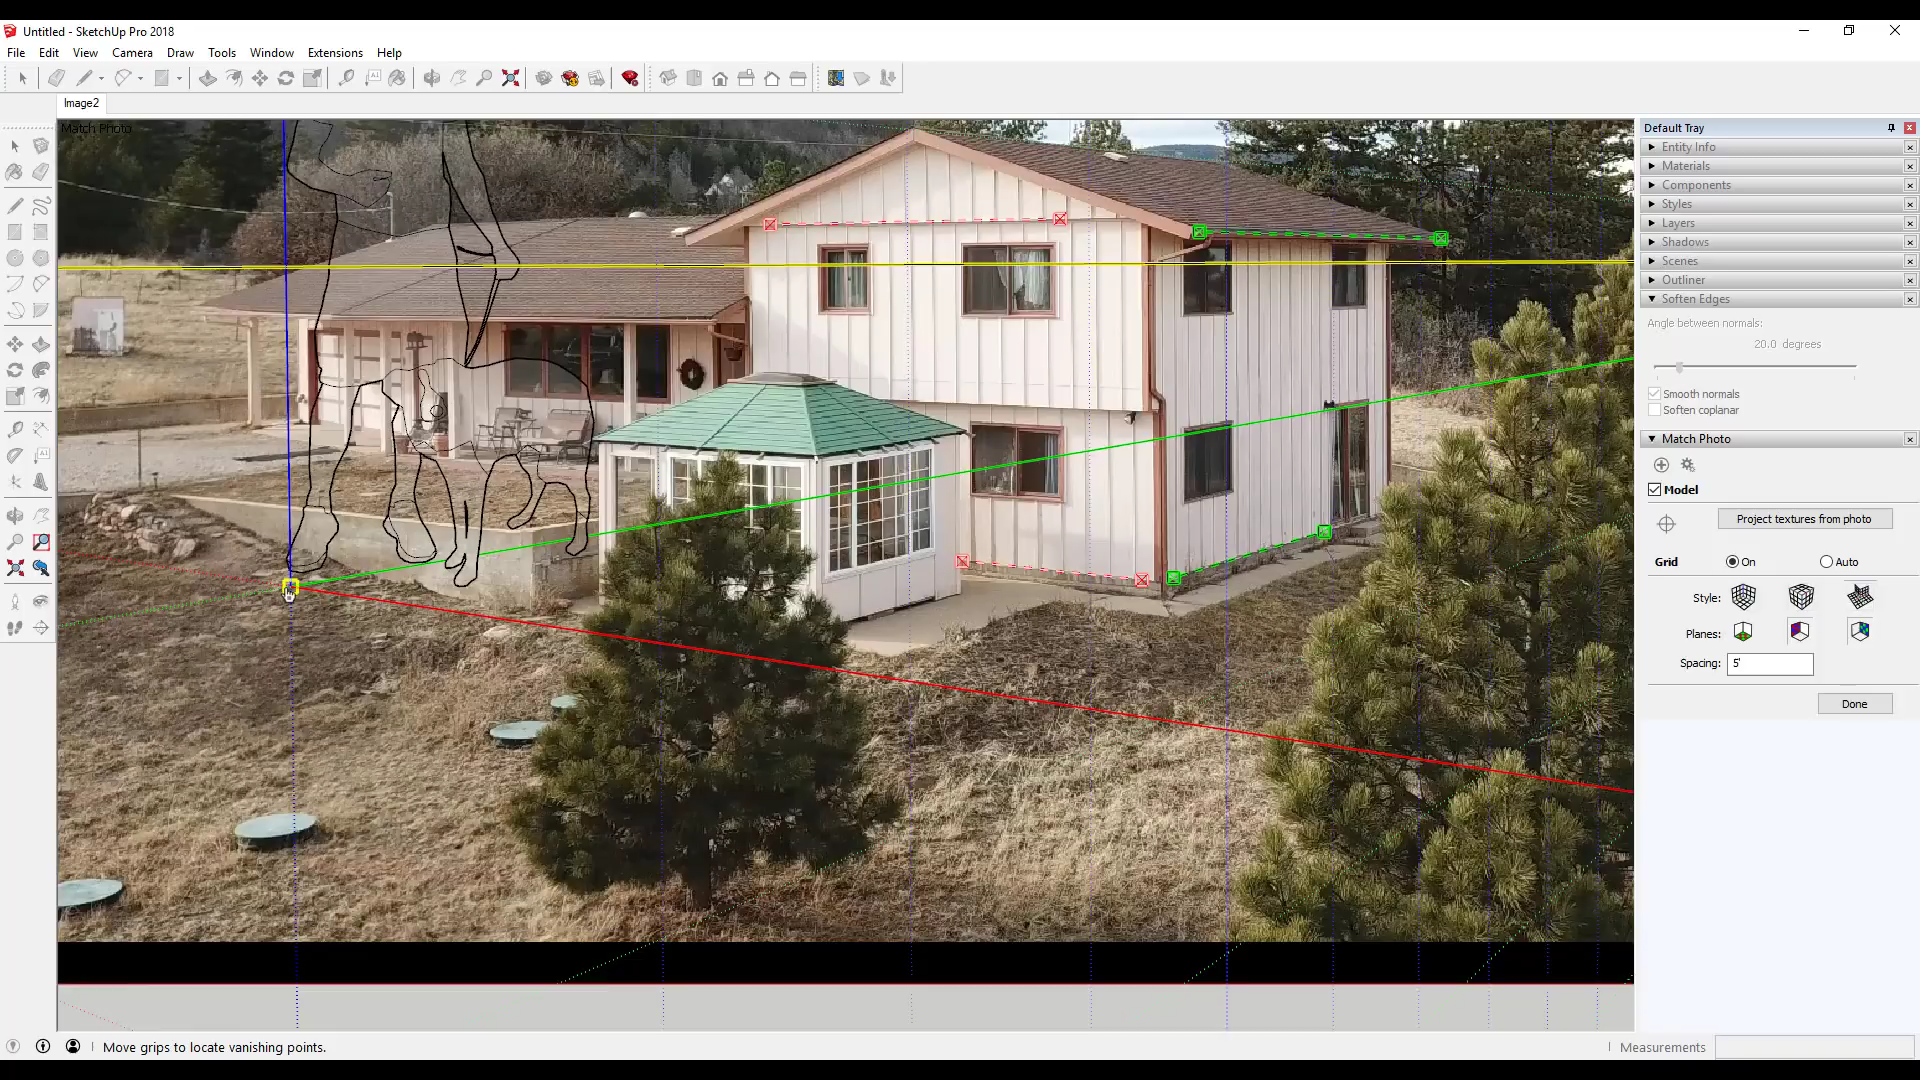 Untitled - SketchUp Pro 2018
File Edit View Camera Draw Tools Window Extensions Help
Image2
Match Photo
Default Tray
Entity Info
Materials
Components
Styles
Layers
Shadows
Scenes
Outliner
Soften Edges
Angle between normals:
20.0 degrees
Smooth normals
Soften coplanar
Match Photo
Model
Project textures from photo
Grid On Auto
Style:
Planes:
Spacing: 5'
Done
Move grips to locate vanishing points.
Measurements